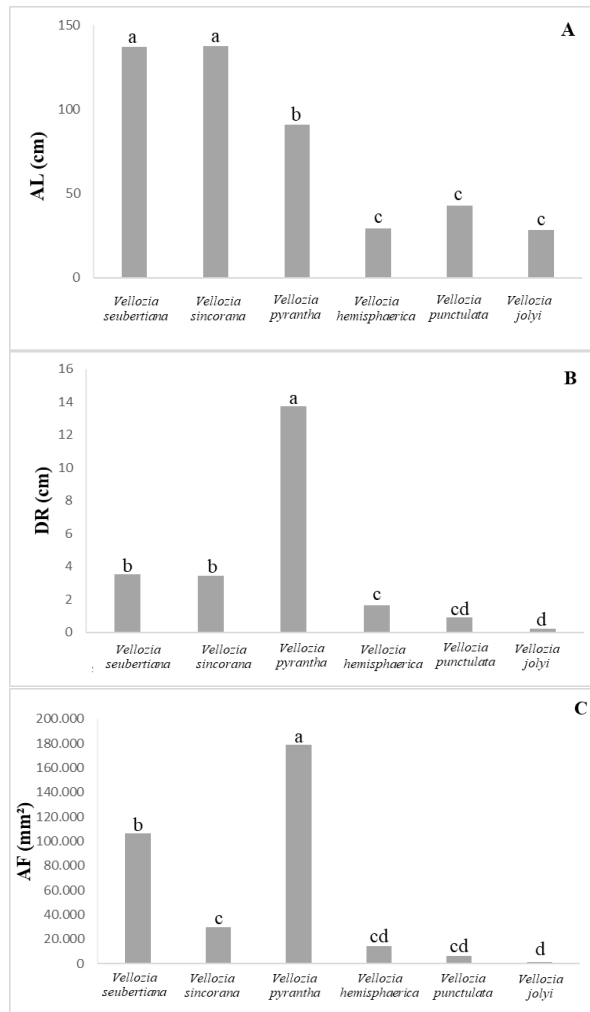 A
AL (cm)
150
100
50
0
a
a
b
c
c
c
Vellozia Vellozia Vellozia Vellozia Vellozia Vellozia
seubertiana sincorana pyrantha hemisphaerica punctulata jolyi
B
DR (cm)
16
14
12
10
8
6
4
2
0
b
b
a
c
cd
d
Vellozia Vellozia Vellozia Vellozia Vellozia Vellozia
seubertiana sincorana pyrantha hemisphaerica punctulata jolyi
C
AF (mm²)
200.000
180.000
160.000
140.000
120.000
100.000
80.000
60.000
40.000
20.000
0
b
c
a
cd
cd
d
Vellozia Vellozia Vellozia Vellozia Vellozia Vellozia
seubertiana sincorana pyrantha hemisphaerica punctulata jolyi